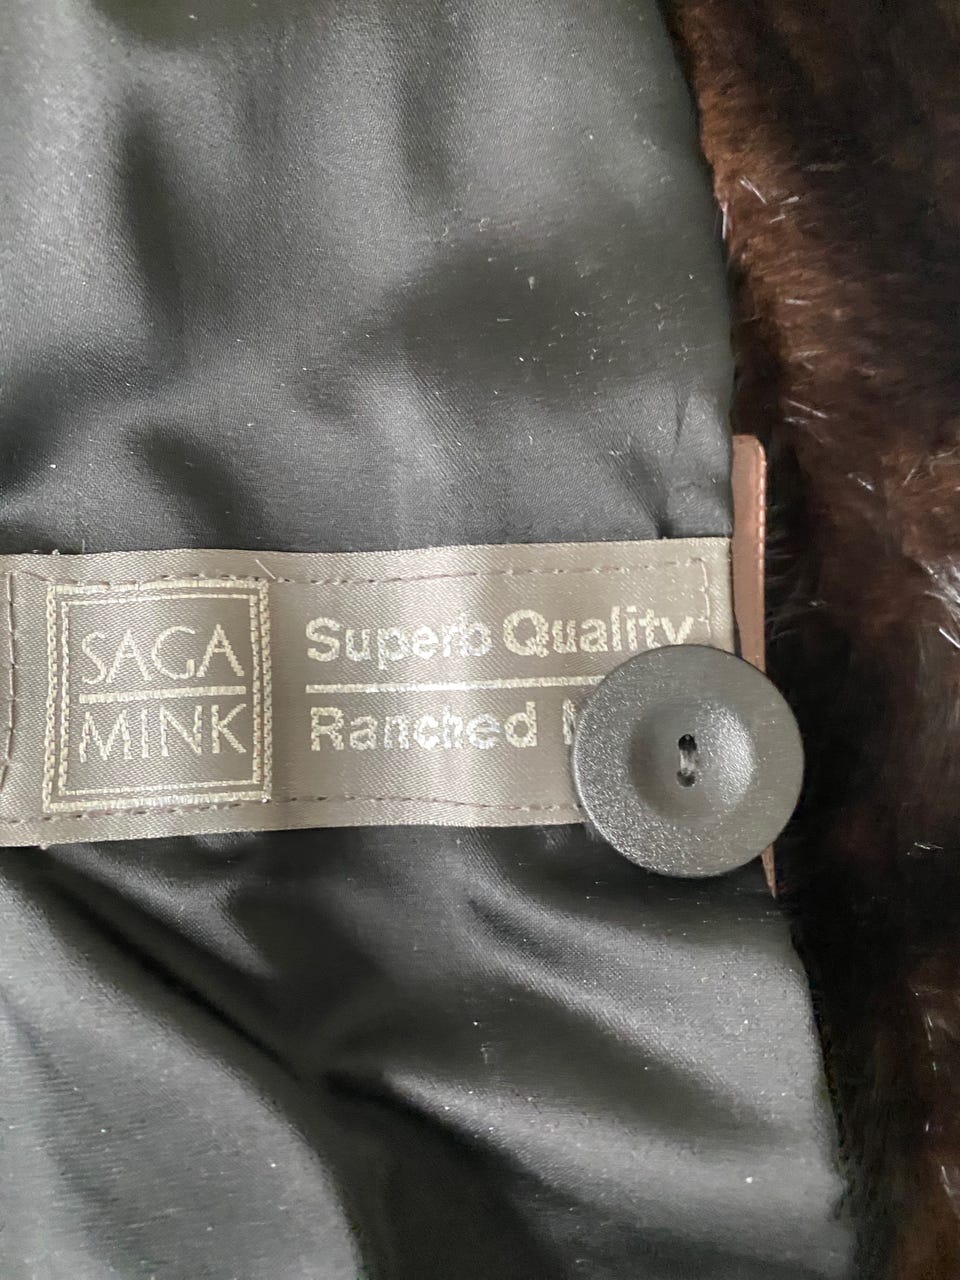 SAGA
MINK
Superb Quality
Ranched